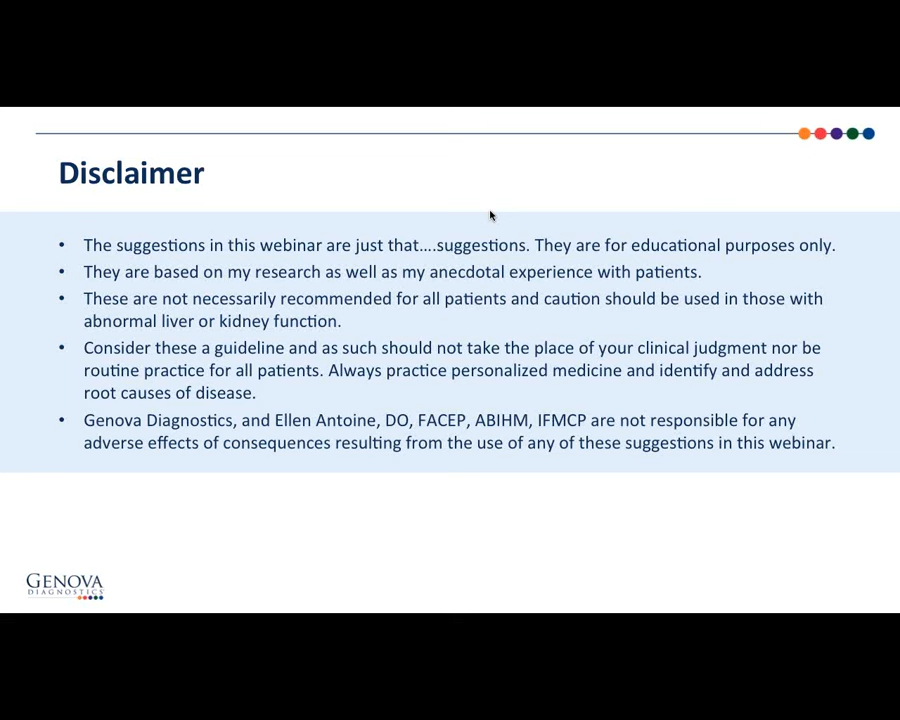 Disclaimer
• The suggestions in this webinar are just that....suggestions. They are for educational purposes only.
• They are based on my research as well as my anecdotal experience with patients.
• These are not necessarily recommended for all patients and caution should be used in those with
abnormal liver or kidney function.
• Consider these a guideline and as such should not take the place of your clinical judgment nor be
routine practice for all patients. Always practice personalized medicine and identify and address
root causes of disease.
• Genova Diagnostics, and Ellen Antoine, DO, FACEP, ABIHM, IFMCP are not responsible for any
adverse effects of consequences resulting from the use of any of these suggestions in this webinar.
GENOVA
DIAGNOSTICS